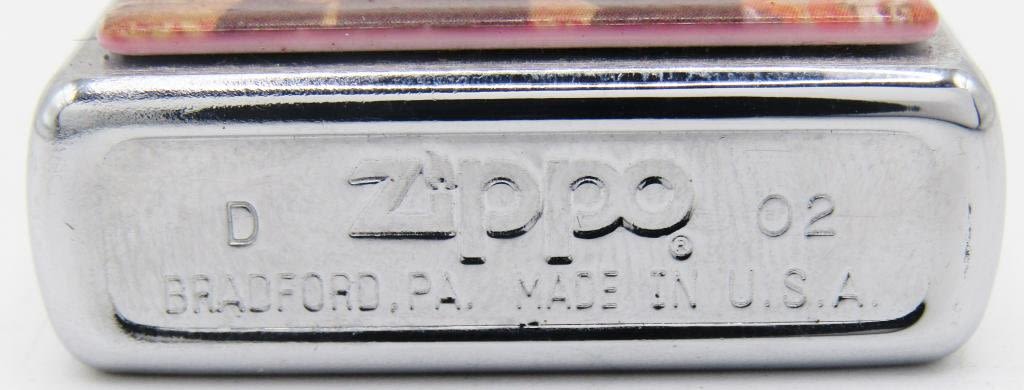 D Zippo® 02
BRADFORD, PA. MADE IN U.S.A.